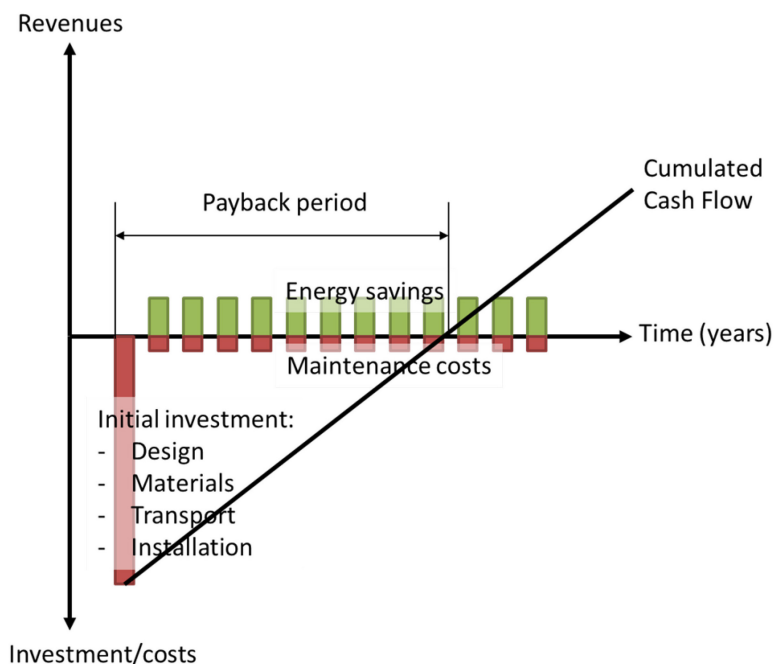 Revenues
Cumulated
Cash Flow
Payback period
Energy savings
Time (years)
Maintenance costs
Initial investment:
- Design
- Materials
- Transport
- Installation
Investment/costs